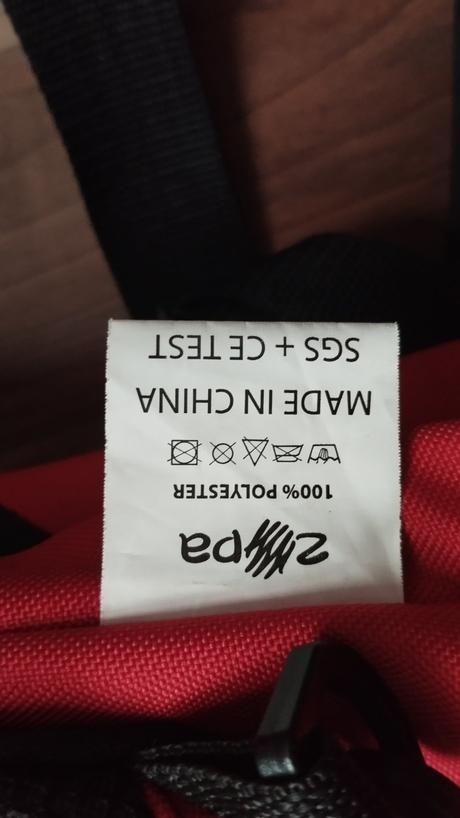 100% POLYESTER
MADE IN CHINA
SGS + CE TEST